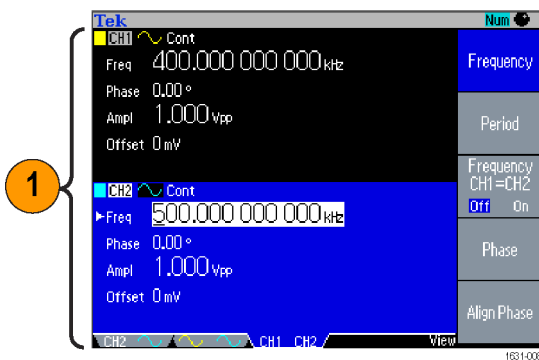 Tek Num
CH1 Cont
Freq 400.000 000 000 kHz
Phase 0.00 °
Ampl 1.000 Vpp
Offset 0 mV
CH2 Cont
Freq 500.000 000 000 kHz
Phase 0.00 °
Ampl 1.000 Vpp
Offset 0 mV
CH2 CH1 CH2 View
Frequency
Period
Frequency
CH1=CH2
Off On
Phase
Align Phase
1